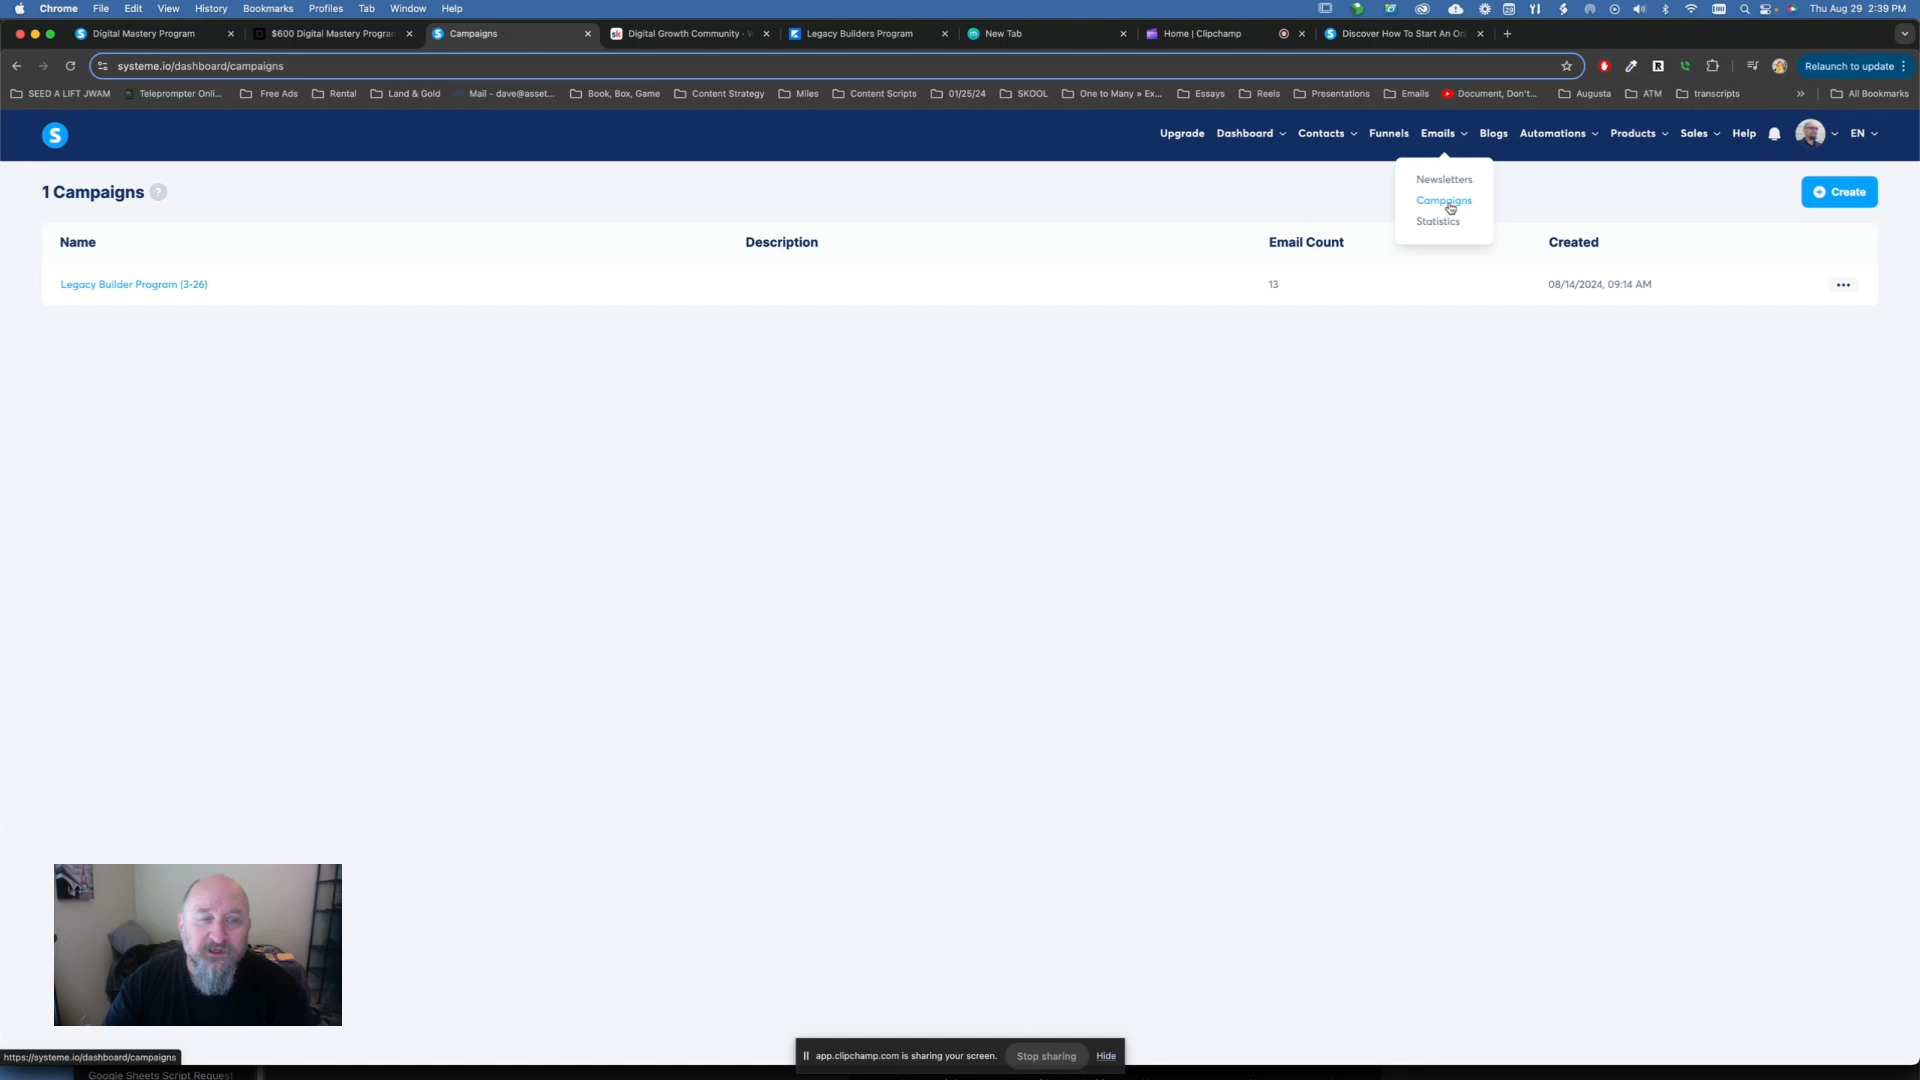 Chrome File Edit View History Bookmarks Profiles Tab Window Help Thu Aug 29 2:39 PM
Digital Mastery Program $600 Digital Mastery Program Campaigns Digital Growth Community · Legacy Builders Program New Tab Home | Clipchamp Discover How To Start An On
systeme.io/dashboard/campaigns Relaunch to update
SEED A LIFT JWAM Teleprompter Onli... Free Ads Rental Land & Gold Mail - dave@asset... Book, Box, Game Content Strategy Miles Content Scripts 01/25/24 SKOOL One to Many » Ex... Essays Reels Presentations Emails Document, Don't... Augusta ATM transcripts » All Bookmarks
S Upgrade Dashboard Contacts Funnels Emails Blogs Automations Products Sales Help EN
Newsletters
Campaigns
Statistics
1 Campaigns ? Create
Name Description Email Count Created
Legacy Builder Program (3-26) 13 08/14/2024, 09:14 AM
app.clipchamp.com is sharing your screen. Stop sharing Hide
https://systeme.io/dashboard/campaigns
Google Sheets Script Request